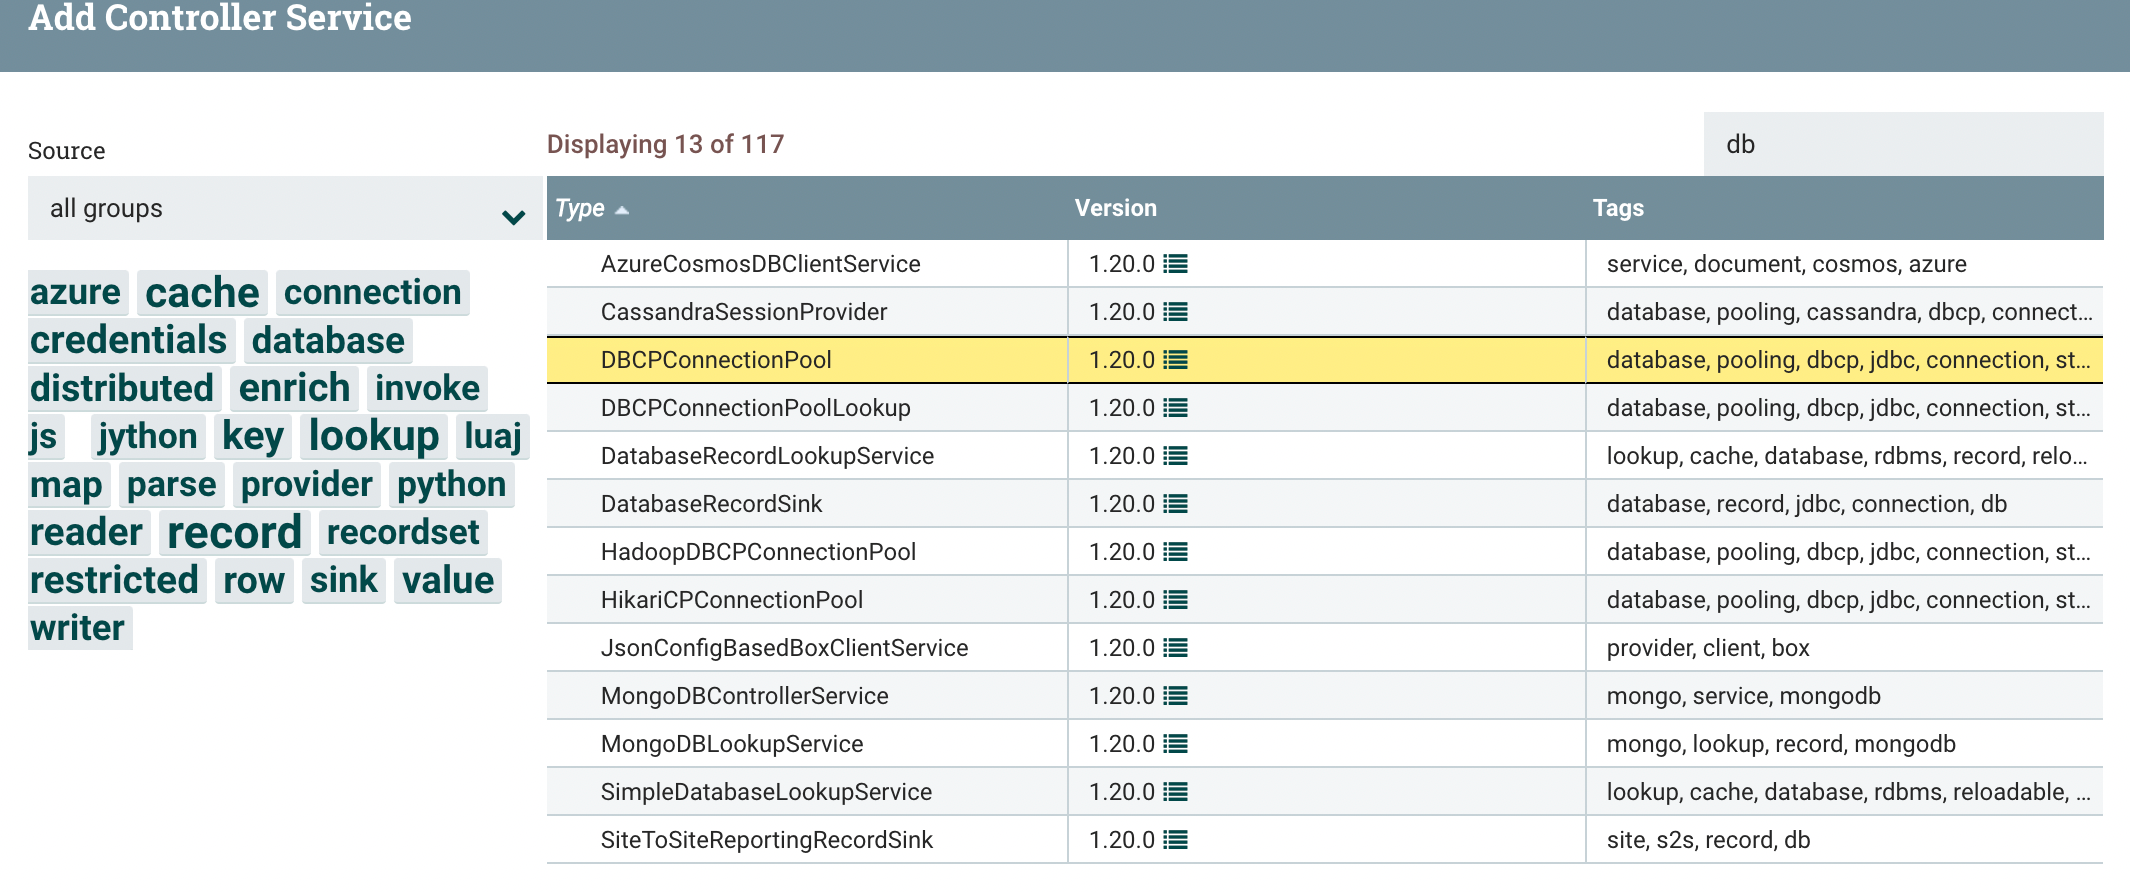 Add Controller Service
Source
all groups
azure cache connection
credentials database
distributed enrich invoke
js jython key lookup luaj
map parse provider python
reader record recordset
restricted row sink value
writer
Displaying 13 of 117
db
Type Version Tags
AzureCosmosDBClientService 1.20.0 service, document, cosmos, azure
CassandraSessionProvider 1.20.0 database, pooling, cassandra, dbcp, connect...
DBCPConnectionPool 1.20.0 database, pooling, dbcp, jdbc, connection, st...
DBCPConnectionPoolLookup 1.20.0 database, pooling, dbcp, jdbc, connection, st...
DatabaseRecordLookupService 1.20.0 lookup, cache, database, rdbms, record, relo...
DatabaseRecordSink 1.20.0 database, record, jdbc, connection, db
HadoopDBCPConnectionPool 1.20.0 database, pooling, dbcp, jdbc, connection, st...
HikariCPConnectionPool 1.20.0 database, pooling, dbcp, jdbc, connection, st...
JsonConfigBasedBoxClientService 1.20.0 provider, client, box
MongoDBControllerService 1.20.0 mongo, service, mongodb
MongoDBLookupService 1.20.0 mongo, lookup, record, mongodb
SimpleDatabaseLookupService 1.20.0 lookup, cache, database, rdbms, reloadable, ...
SiteToSiteReportingRecordSink 1.20.0 site, s2s, record, db